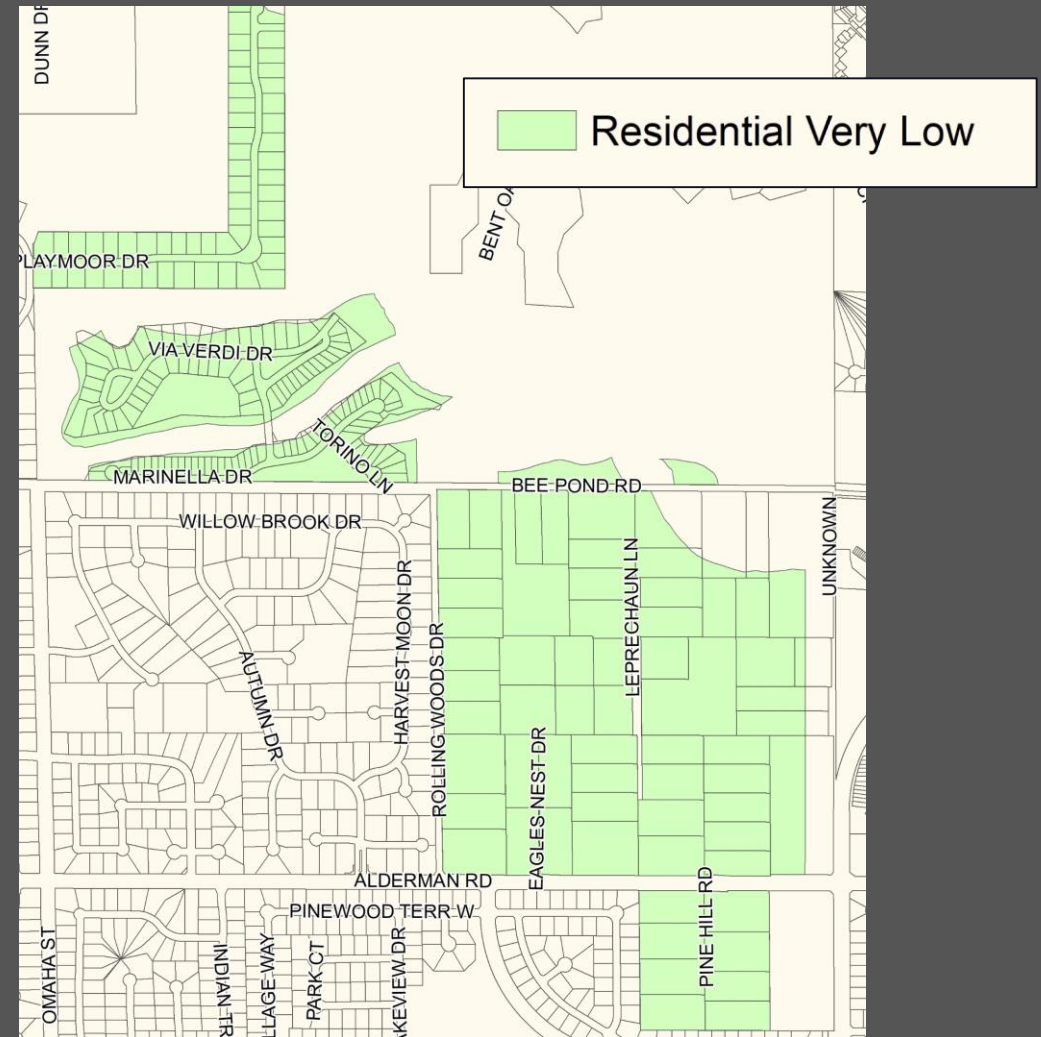 DUNN DR
Residential Very Low
BENT OA
PLAYMOOR DR
VIA VERDI DR
TORINO LN
MARINELLA DR
BEE POND RD
WILLOW BROOK DR
UNKNOWN
LEPRECHAUN LN
HARVEST MOON DR
ROLLING WOODS DR
AUTUMN DR
EAGLES NEST DR
ALDERMAN RD
PINEWOOD TERR W
PINE HILL RD
OMAHA ST
INDIAN TR
LLAGE WAY
PARK CT
KEVIEW DR